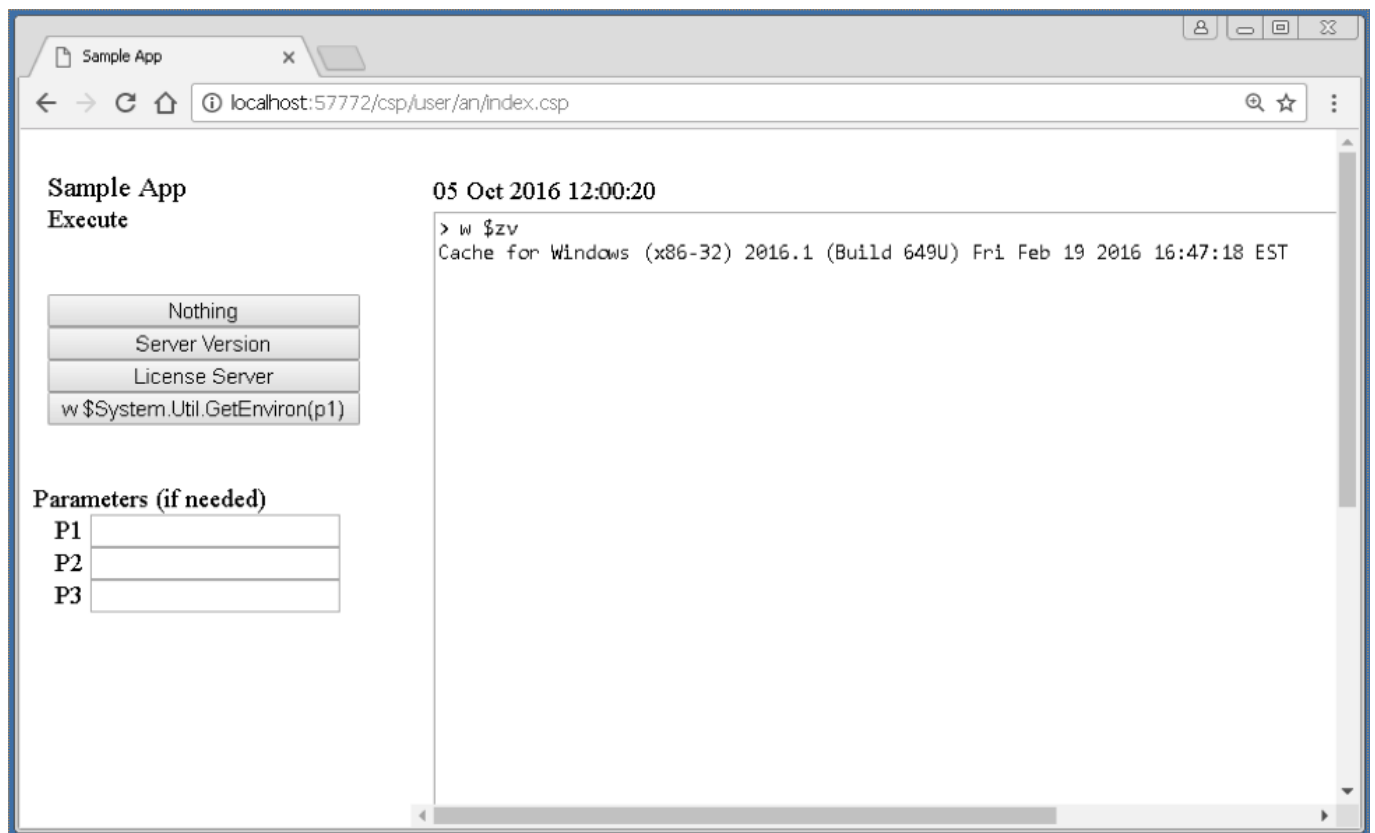 Sample App
localhost:57772/csp/user/an/index.csp
Sample App
Execute
Nothing
Server Version
License Server
w $System.Util.GetEnviron(p1)
Parameters (if needed)
P1
P2
P3
05 Oct 2016 12:00:20
> w $zv
Cache for Windows (x86-32) 2016.1 (Build 649U) Fri Feb 19 2016 16:47:18 EST